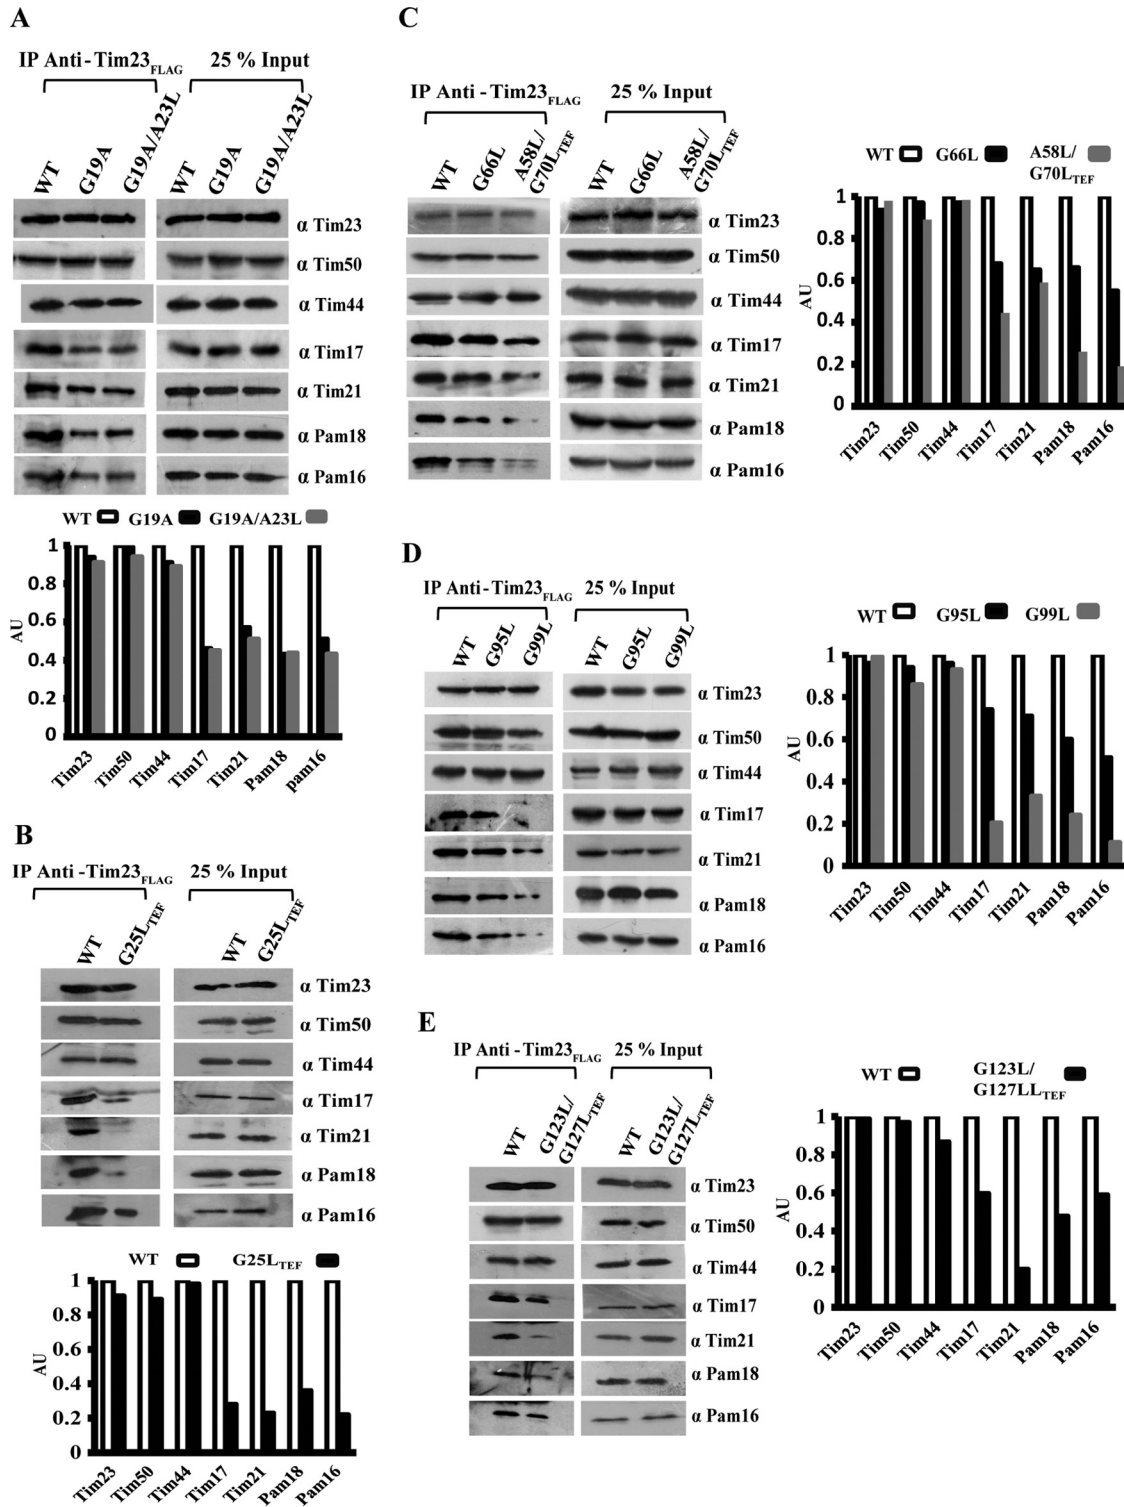 A
IP Anti-Tim23FLAG 25 % Input
WT G19A G19A/A23L WT G19A G19A/A23L
α Tim23
α Tim50
α Tim44
α Tim17
α Tim21
α Pam18
α Pam16
WT G19A G19A/A23L
1
0.8
0.6
0.4
0.2
0
AU
Tim23 Tim50 Tim44 Tim17 Tim21 Pam18 pam16
B
IP Anti-Tim23FLAG 25 % Input
WT G25LTEF WT G25LTEF
α Tim23
α Tim50
α Tim44
α Tim17
α Tim21
α Pam18
α Pam16
WT G25LTEF
1
0.8
0.6
0.4
0.2
0
AU
Tim23 Tim50 Tim44 Tim17 Tim21 Pam18 Pam16
C
IP Anti-Tim23FLAG 25 % Input
WT G66L A58L/
G70LTEF
WT G66L A58L/
G70LTEF
α Tim23
α Tim50
α Tim44
α Tim17
α Tim21
α Pam18
α Pam16
WT G66L A58L/
G70LTEF
1
0.8
0.6
0.4
0.2
0
AU
Tim23 Tim50 Tim44 Tim17 Tim21 Pam18 Pam16
D
IP Anti-Tim23FLAG 25 % Input
WT G95L G99L WT G95L G99L
α Tim23
α Tim50
α Tim44
α Tim17
α Tim21
α Pam18
α Pam16
WT G95L G99L
1
0.8
0.6
0.4
0.2
0
AU
Tim23 Tim50 Tim44 Tim17 Tim21 Pam18 Pam16
E
IP Anti-Tim23FLAG 25 % Input
WT G123L/
G127LTEF
WT G123L/
G127LTEF
α Tim23
α Tim50
α Tim44
α Tim17
α Tim21
α Pam18
α Pam16
WT G123L/
G127LLTEF
1
0.8
0.6
0.4
0.2
0
AU
Tim23 Tim50 Tim44 Tim17 Tim21 Pam18 Pam16